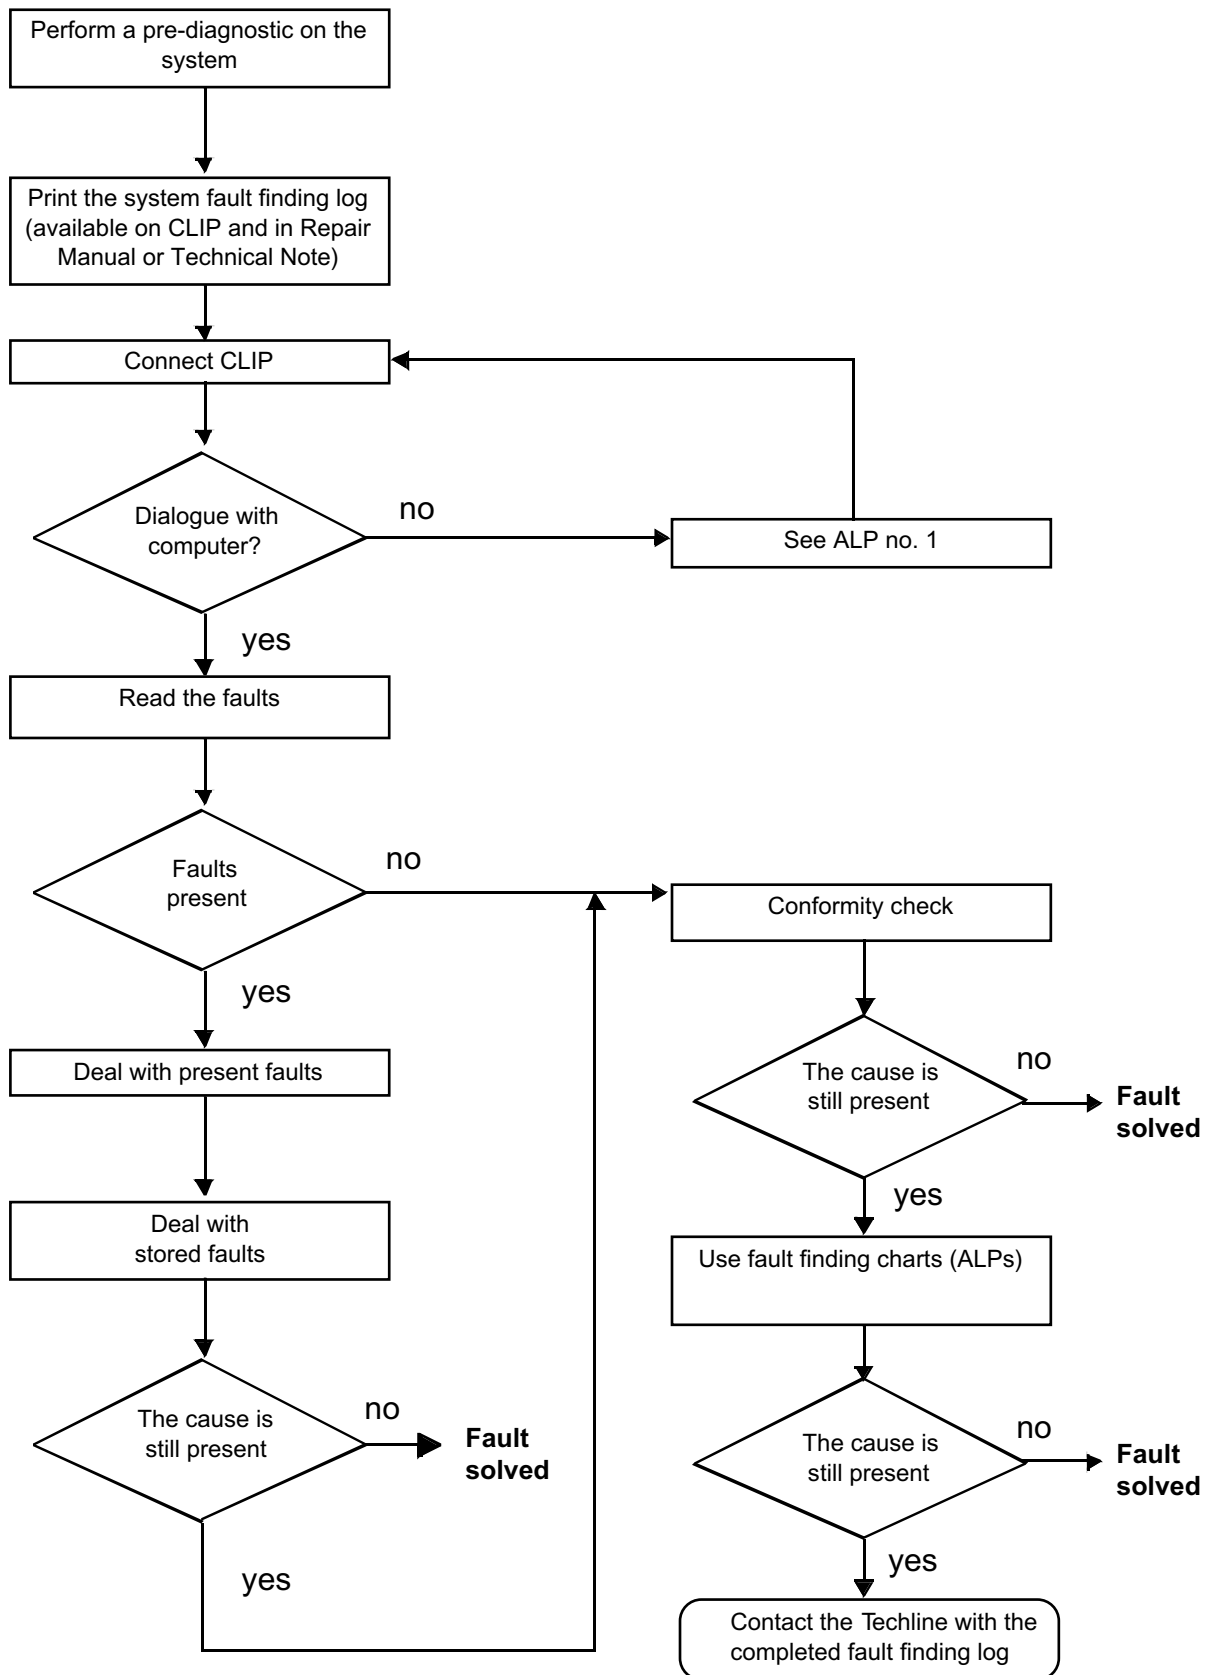 Perform a pre-diagnostic on the
system
Print the system fault finding log
(available on CLIP and in Repair
Manual or Technical Note)
Connect CLIP
Dialogue with
computer?
no
See ALP no. 1
yes
Read the faults
Faults
present
no
Conformity check
yes
Deal with present faults
The cause is
still present
no
Fault
solved
yes
Deal with
stored faults
Use fault finding charts (ALPs)
The cause is
still present
no
Fault
solved
yes
The cause is
still present
no
Fault
solved
yes
Contact the Techline with the
completed fault finding log